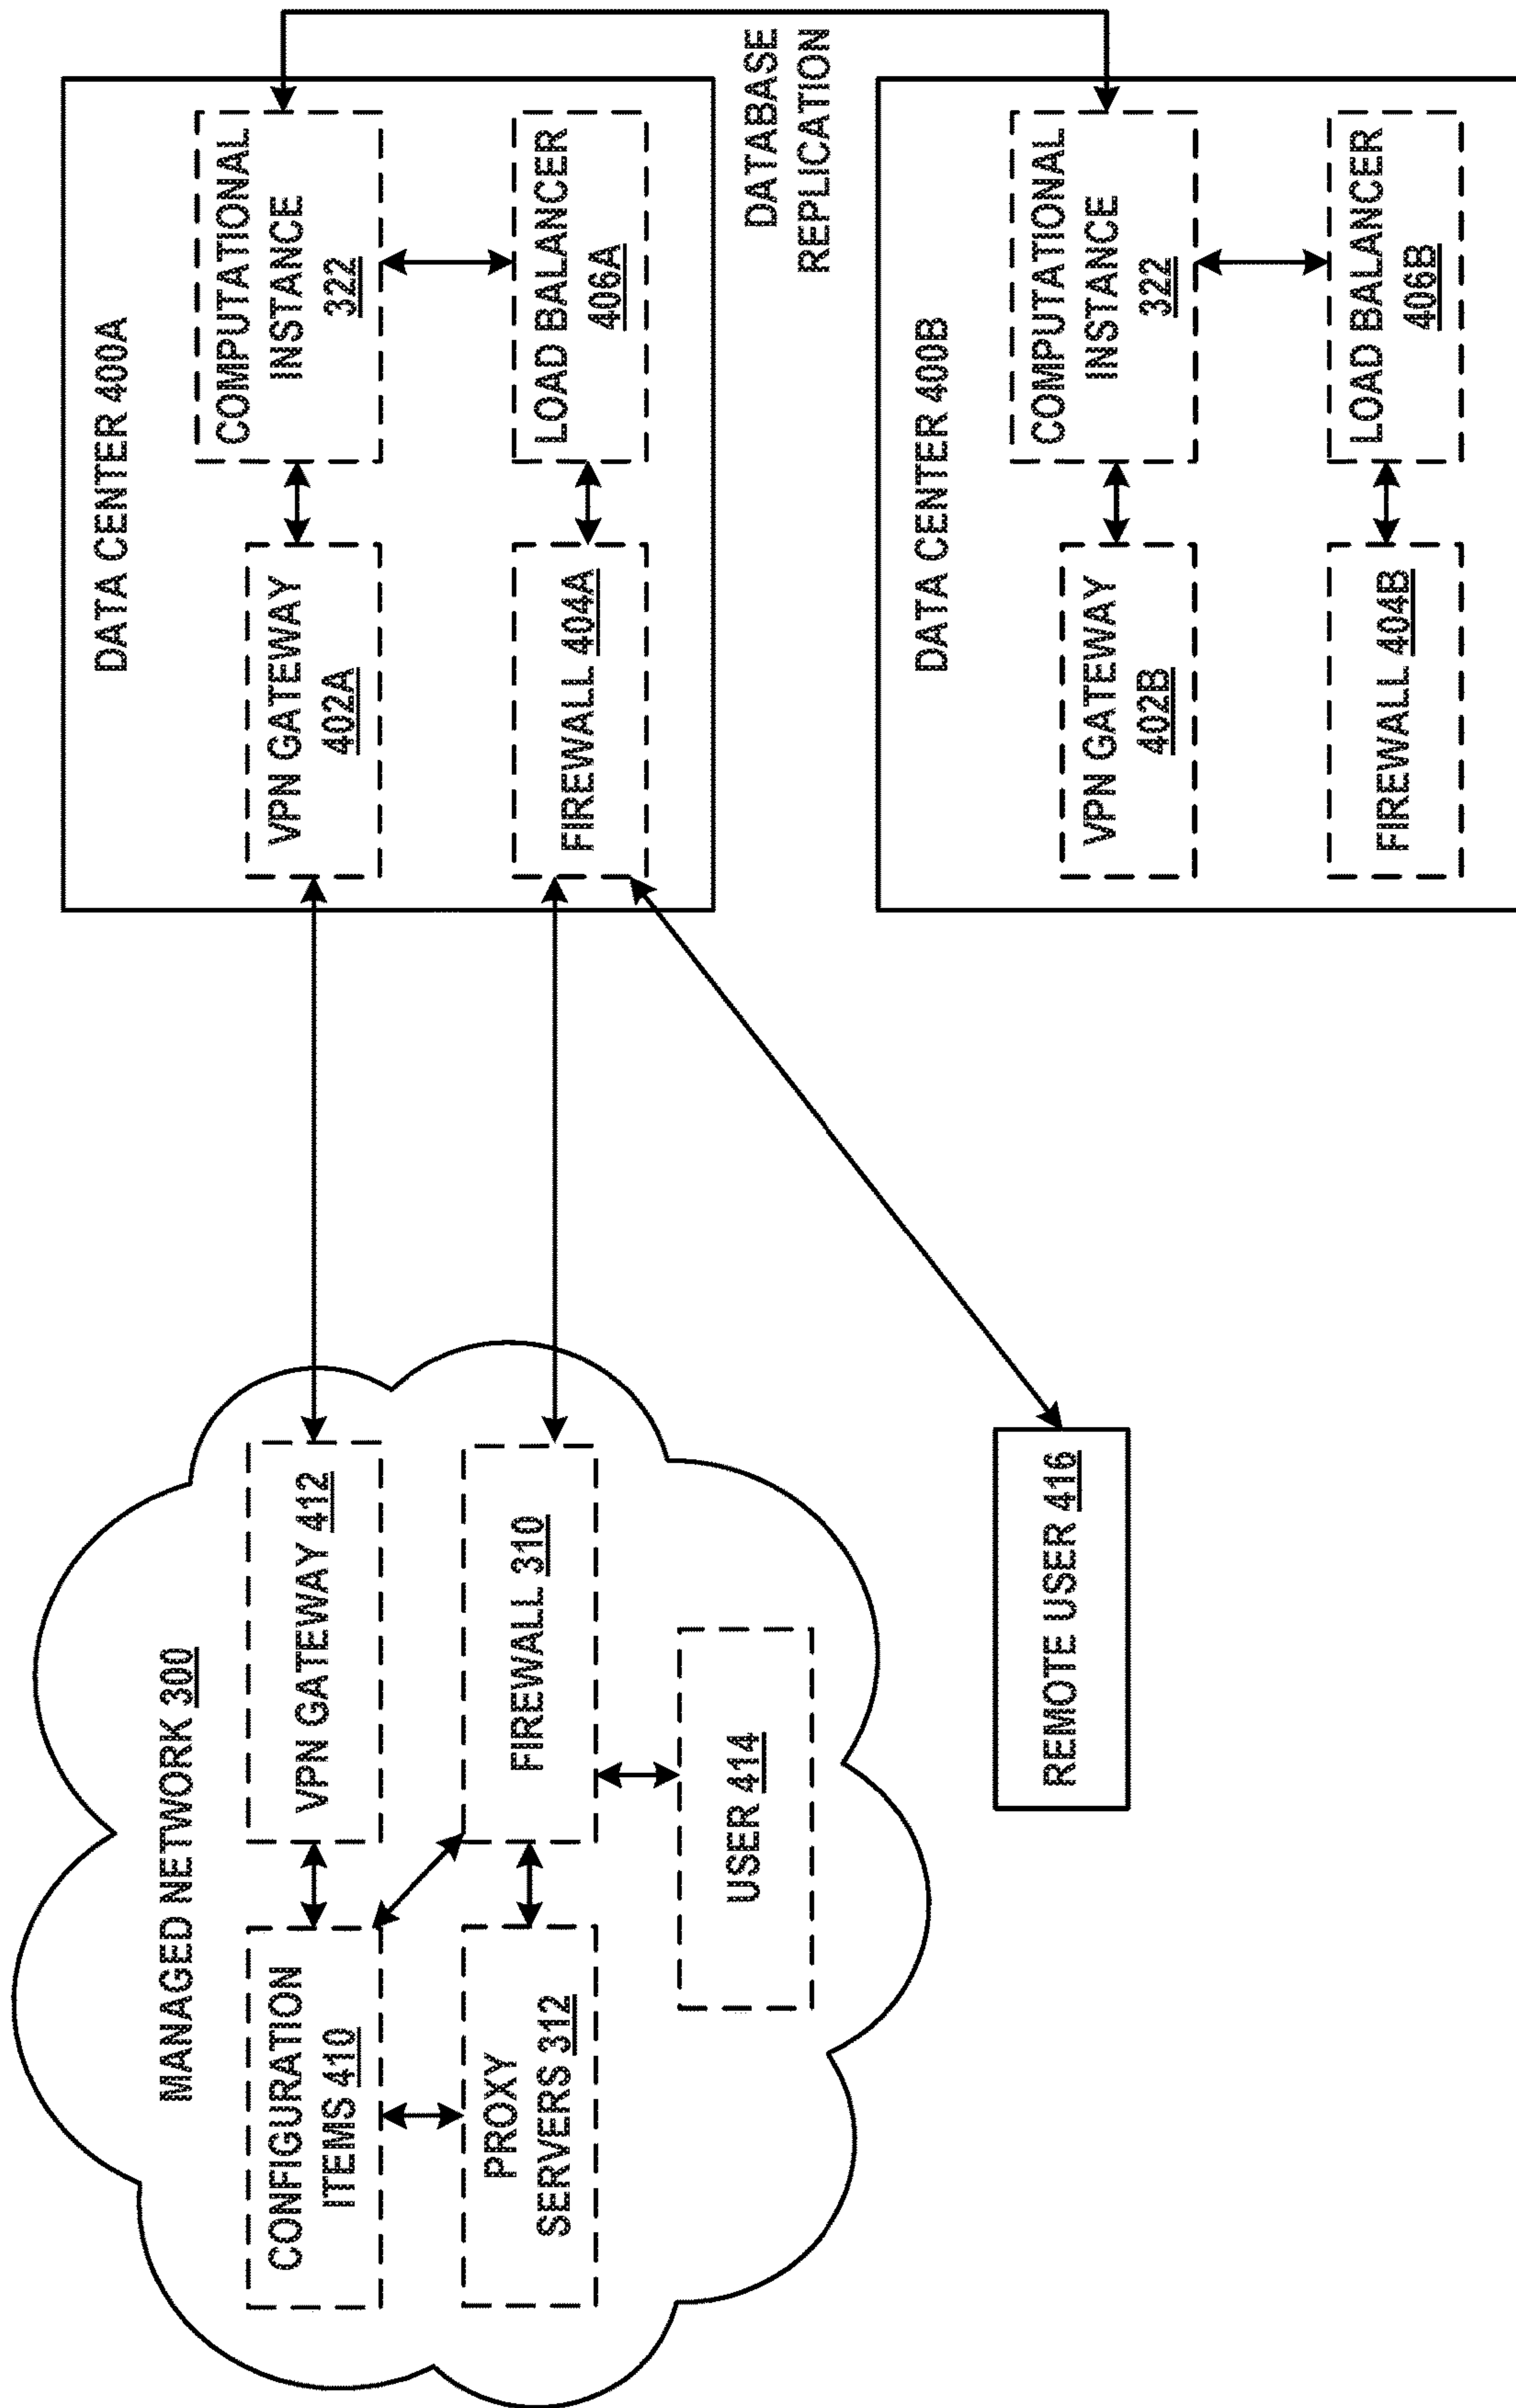 MANAGED NETWORK 300
CONFIGURATION
ITEMS 410
VPN GATEWAY 412
PROXY
SERVERS 312
FIREWALL 310
USER 414
REMOTE USER 416
DATA CENTER 400A
VPN GATEWAY
402A
COMPUTATIONAL
INSTANCE
322
FIREWALL 404A
LOAD BALANCER
406A
DATABASE
REPLICATION
DATA CENTER 400B
VPN GATEWAY
402B
COMPUTATIONAL
INSTANCE
322
FIREWALL 404B
LOAD BALANCER
406B